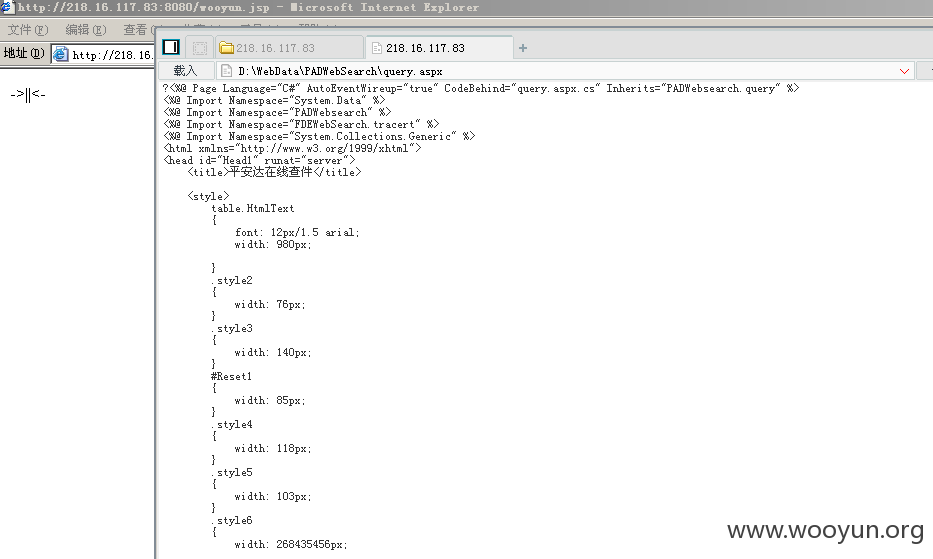 http://218.16.117.83:8080/wooyun.jsp - Microsoft Internet Explorer
文件(F) 编辑(E) 查看
地址(D) http://218.16.
->||<-
218.16.117.83
218.16.117.83
+
载入 D:\WebData\PADWebSearch\query.aspx
?<%@ Page Language="C#" AutoEventWireup="true" CodeBehind="query.aspx.cs" Inherits="PADWebsearch.query" %>
<%@ Import Namespace="System.Data" %>
<%@ Import Namespace="PADWebsearch" %>
<%@ Import Namespace="FDEWebSearch.tracert" %>
<%@ Import Namespace="System.Collections.Generic" %>
<html xmlns="http://www.w3.org/1999/xhtml">
<head id="Head1" runat="server">
    <title>平安达在线查件</title>
    <style>
        table.HtmlText
        {
            font: 12px/1.5 arial;
            width: 980px;
        }
        .style2
        {
            width: 76px;
        }
        .style3
        {
            width: 140px;
        }
        #Reset1
        {
            width: 85px;
        }
        .style4
        {
            width: 118px;
        }
        .style5
        {
            width: 103px;
        }
        .style6
        {
            width: 268435456px;
www.wooyun.org